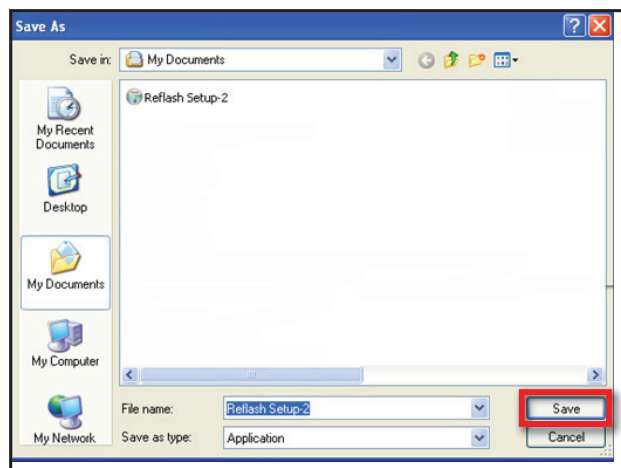 Save As
Save in:
My Documents
Reflash Setup-2
My Recent
Documents
Desktop
My Documents
My Computer
My Network
File name:
Reflash Setup-2
Save
Save as type:
Application
Cancel